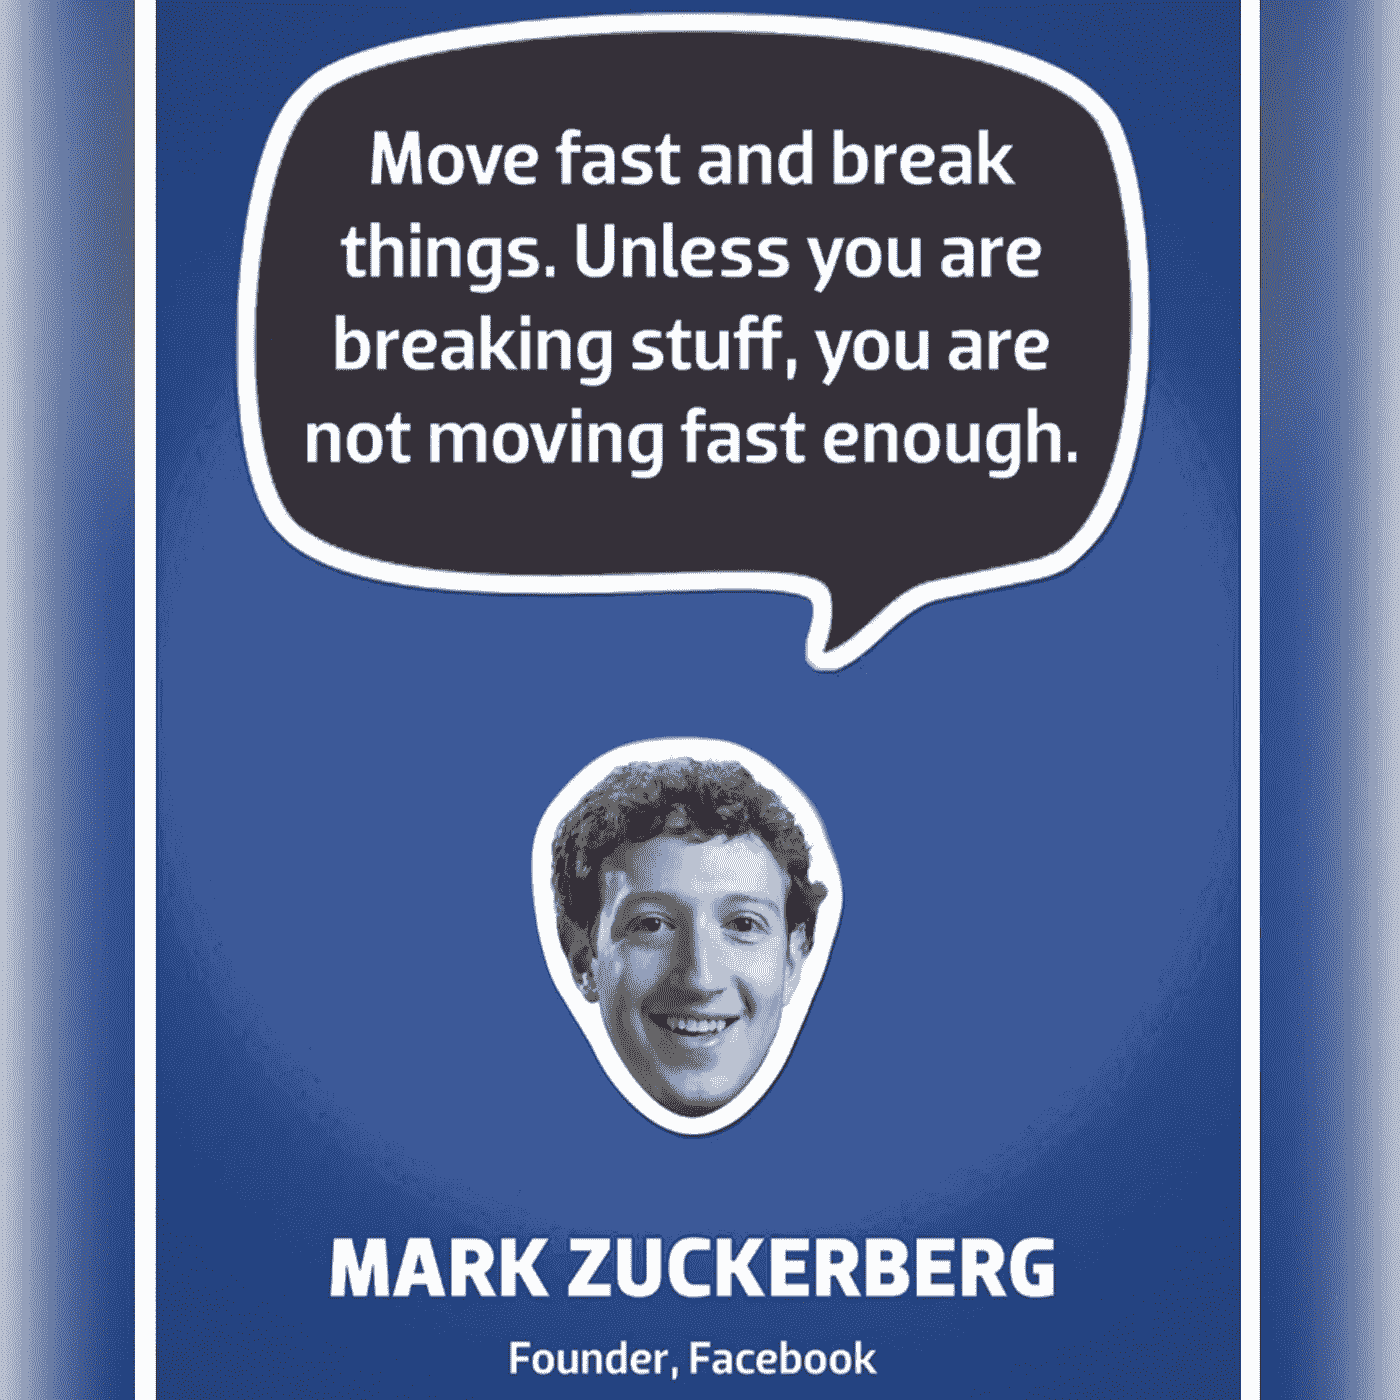 Move fast and break
things. Unless you are
breaking stuff, you are
not moving fast enough.
MARK ZUCKERBERG
Founder, Facebook